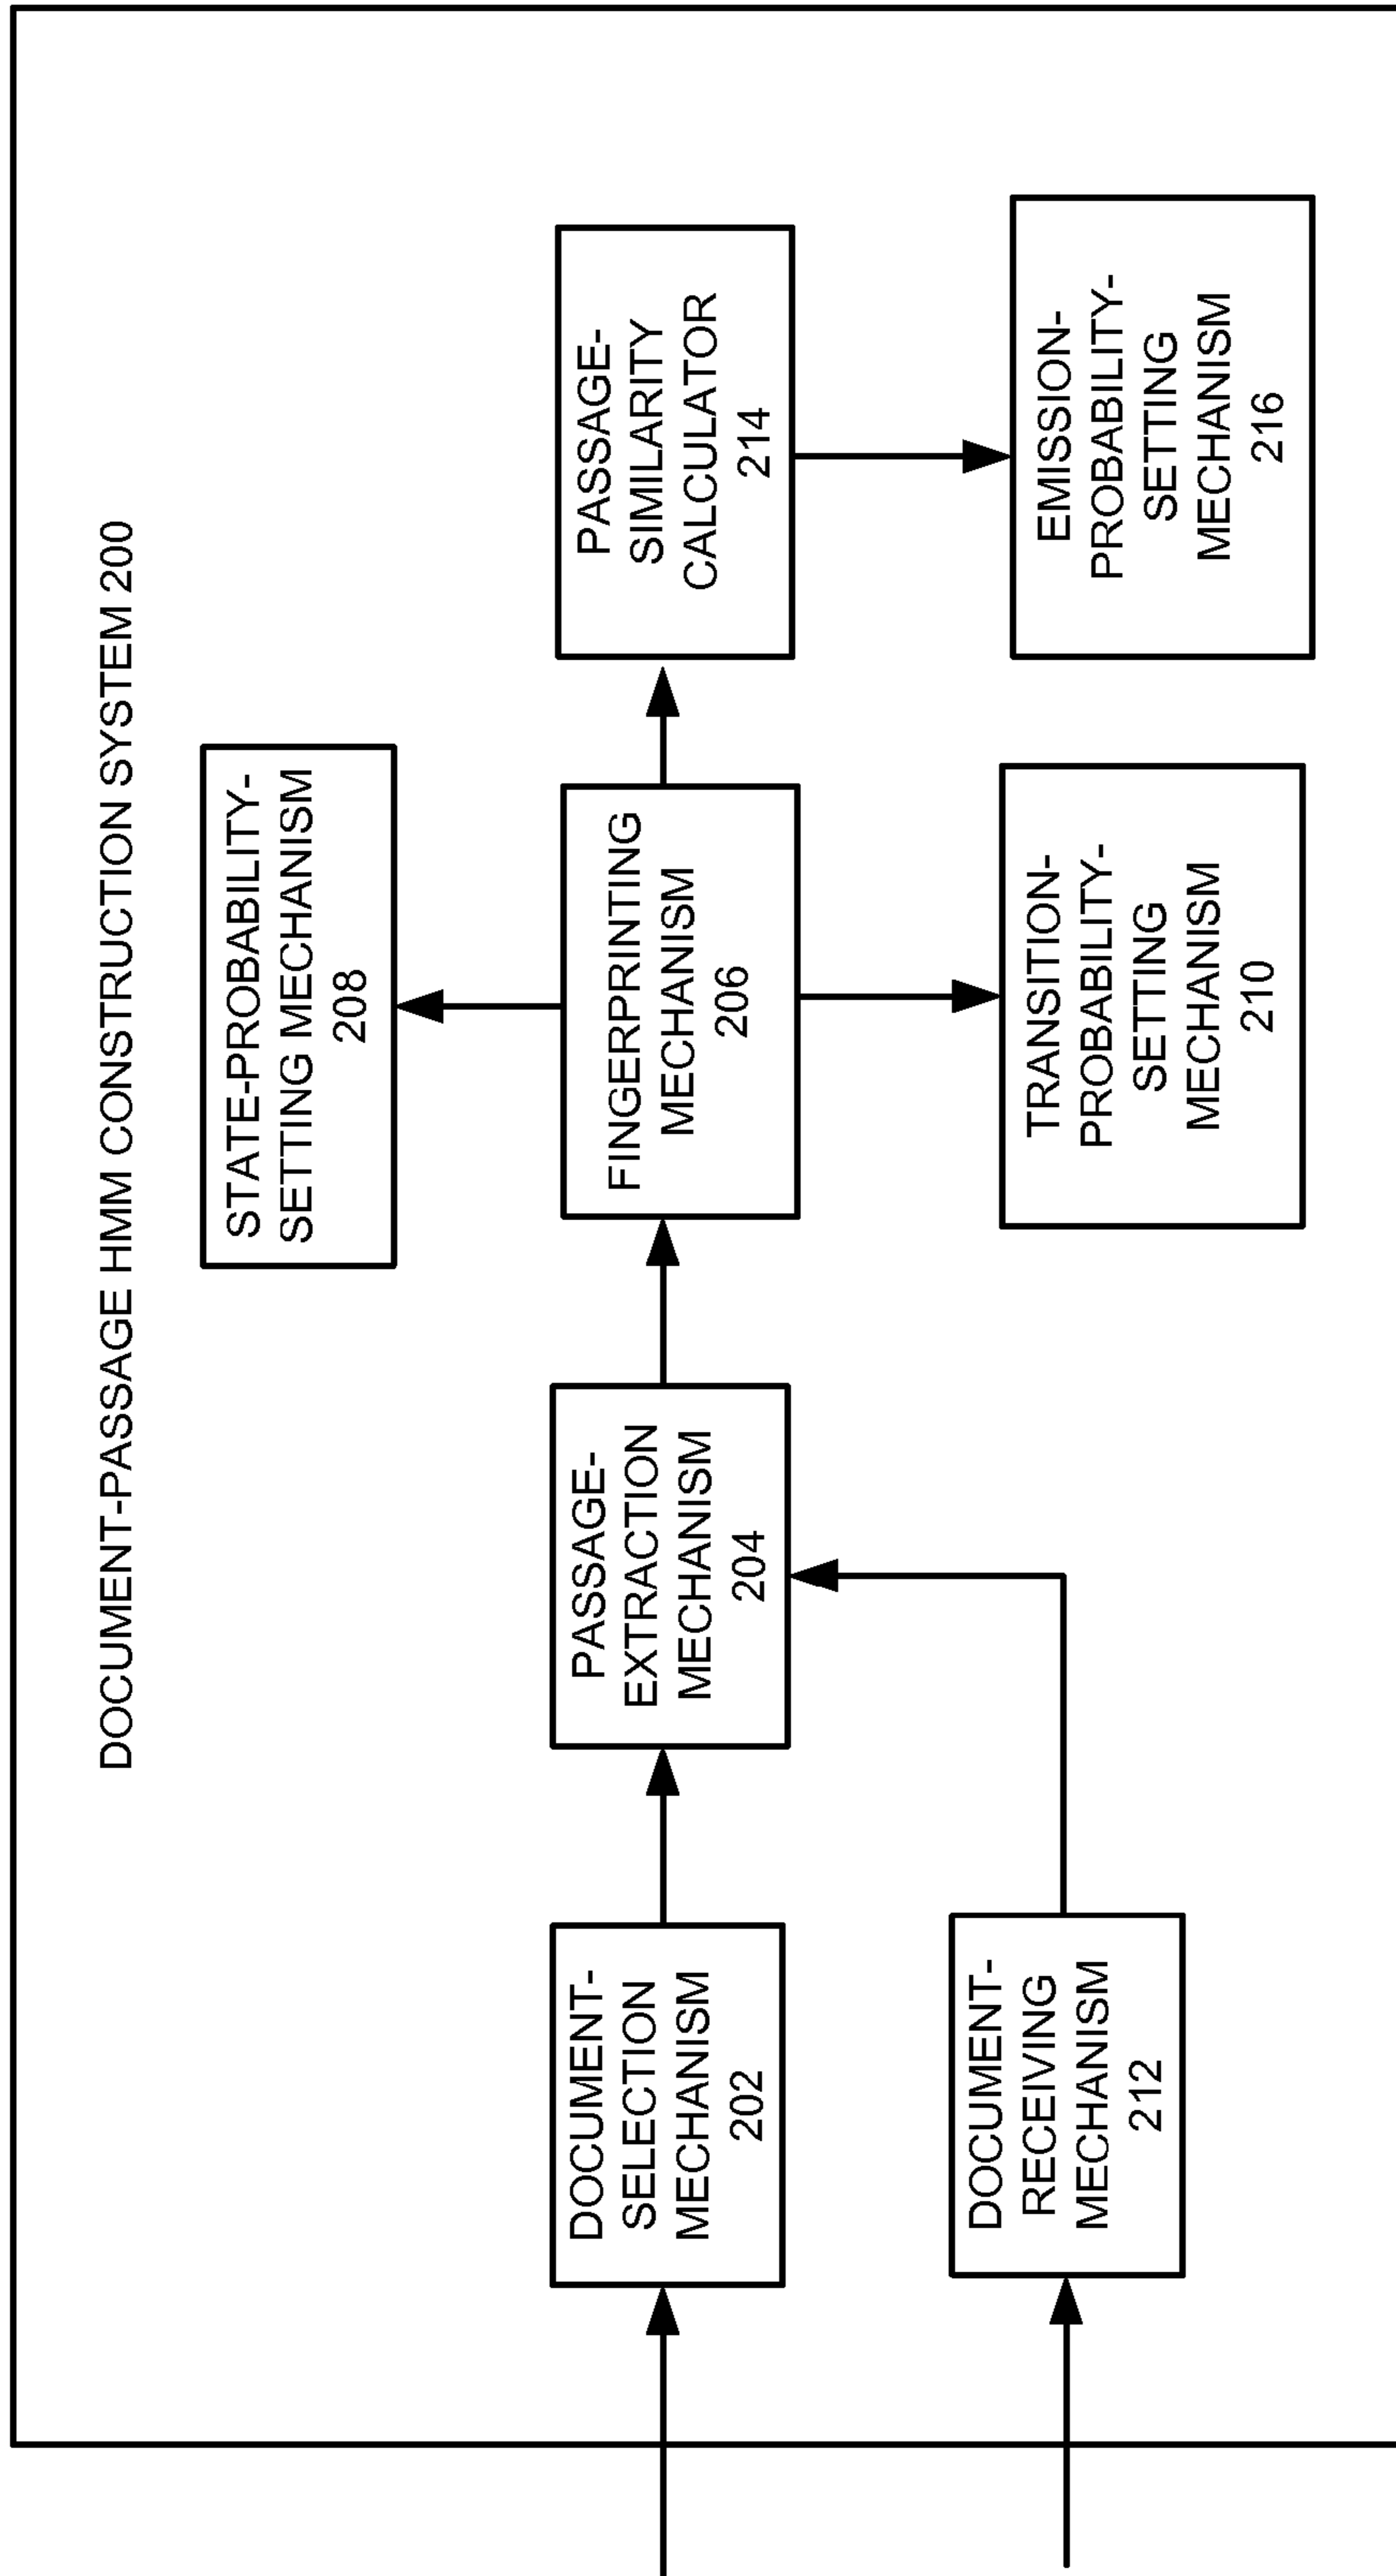 DOCUMENT-PASSAGE HMM CONSTRUCTION SYSTEM 200
STATE-PROBABILITY-
SETTING MECHANISM
208
DOCUMENT-
SELECTION
MECHANISM
202
PASSAGE-
EXTRACTION
MECHANISM
204
FINGERPRINTING
MECHANISM
206
PASSAGE-
SIMILARITY
CALCULATOR
214
DOCUMENT-
RECEIVING
MECHANISM
212
TRANSITION-
PROBABILITY-
SETTING
MECHANISM
210
EMISSION-
PROBABILITY-
SETTING
MECHANISM
216